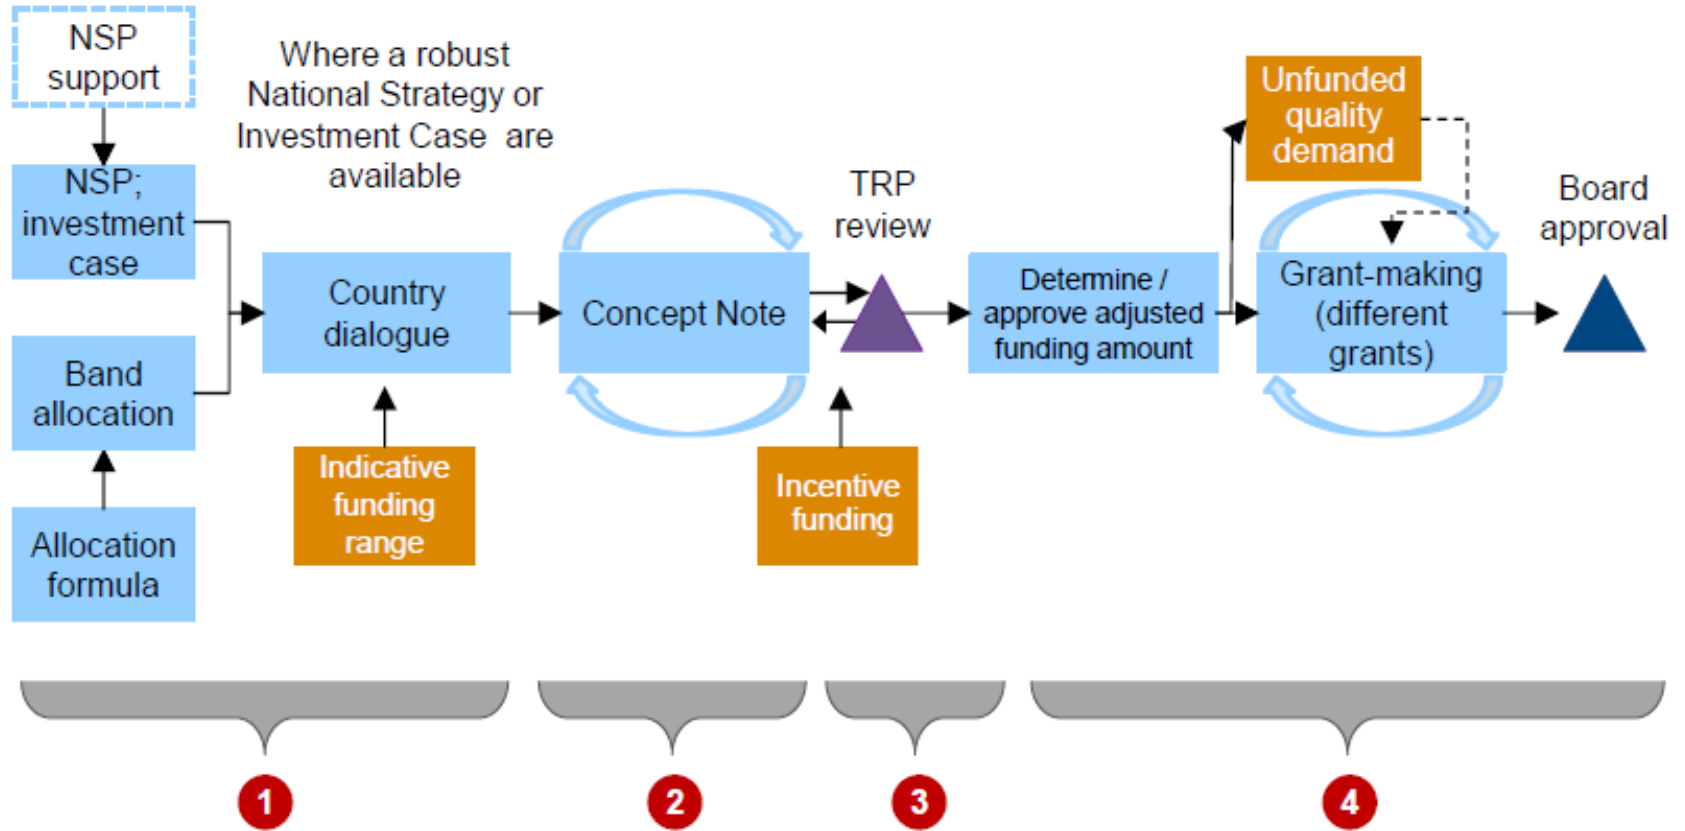 NSP
support
Where a robust
National Strategy or
Investment Case are
available
NSP;
investment
case
Band
allocation
Allocation
formula
Country
dialogue
Indicative
funding
range
Concept Note
TRP
review
Incentive
funding
Determine /
approve adjusted
funding amount
Unfunded
quality
demand
Grant-making
(different
grants)
Board
approval
1
2
3
4